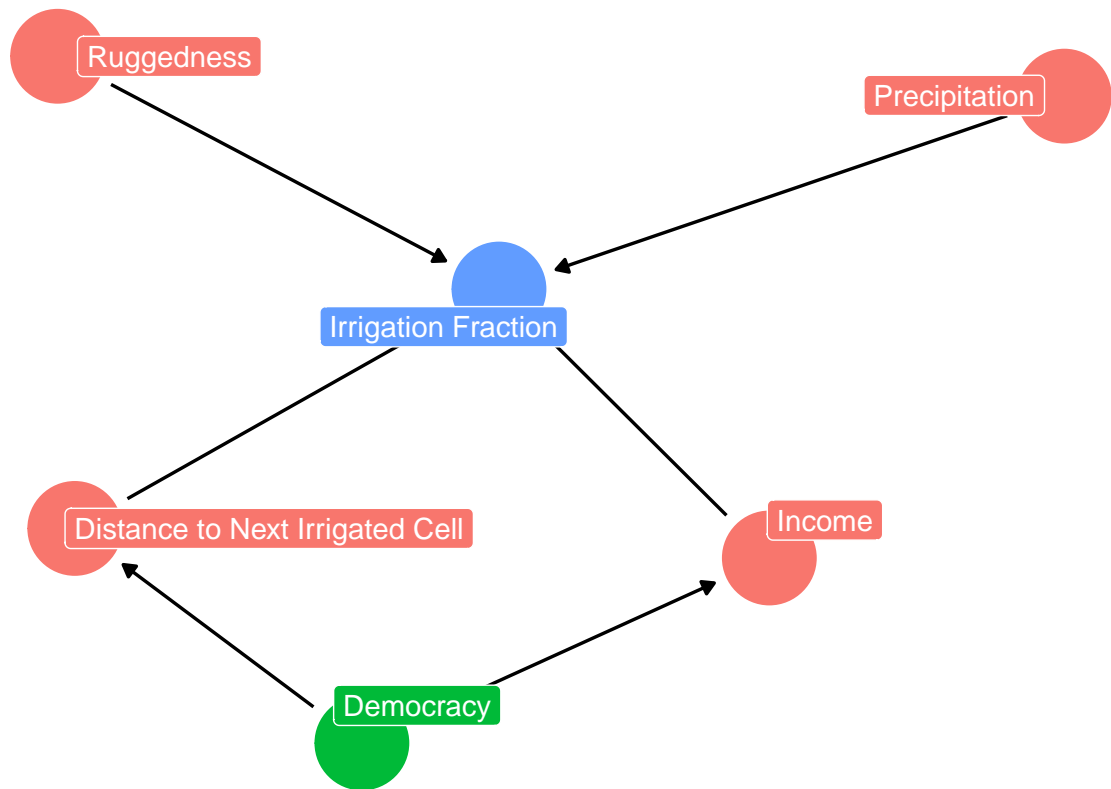 Ruggedness
Precipitation
Irrigation Fraction
Income
Distance to Next Irrigated Cell
Democracy